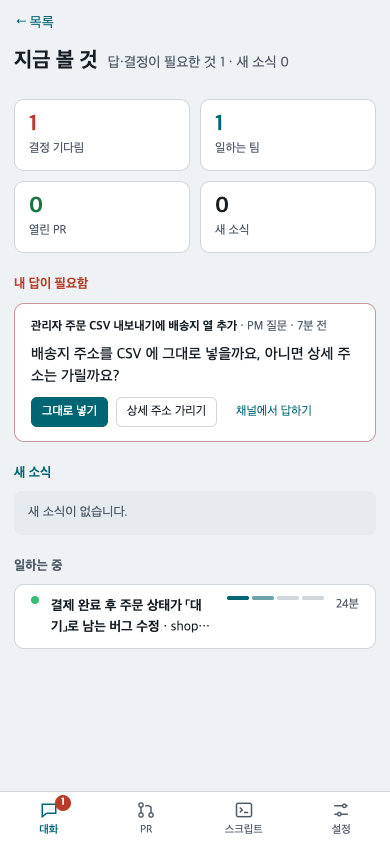 ←목록
지금 볼 것 답·결정이 필요한 것 1 · 새 소식 0
1
결정 기다림
1
일하는 팀
0
열린 PR
0
새 소식
내 답이 필요함
관리자 주문 CSV 내보내기에 배송지 열 추가 · PM 질문 · 7분 전
배송지 주소를 CSV 에 그대로 넣을까요, 아니면 상세 주
소는 가릴까요?
그대로 넣기 상세 주소 가리기 채널에서 답하기
새 소식
새 소식이 없습니다.
일하는 중
결제 완료 후 주문 상태가 「대
기」로 남는 버그 수정 · shop…
24분
1
대화 PR 스크립트 설정